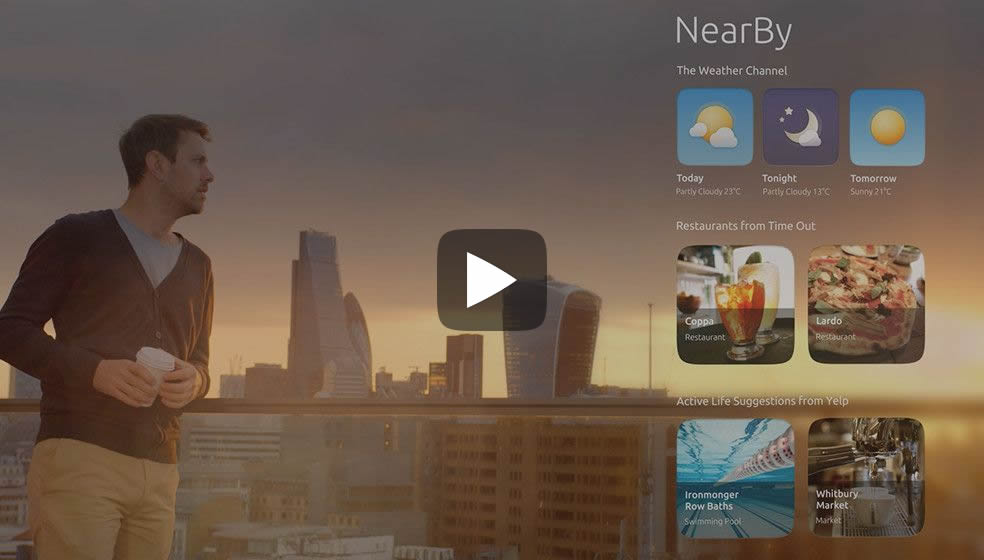 NearBy
The Weather Channel
Today
Tonight
Tomorrow
Partly Cloudy 23°C
Partly Cloudy 13°C
Sunny 21°C
Restaurants from Time Out
Coppa
Restaurant
Lardo
Restaurant
Active Life Suggestions from Yelp
Ironmonger
Row Baths
Swimming Pool
Whitbury
Market
Market